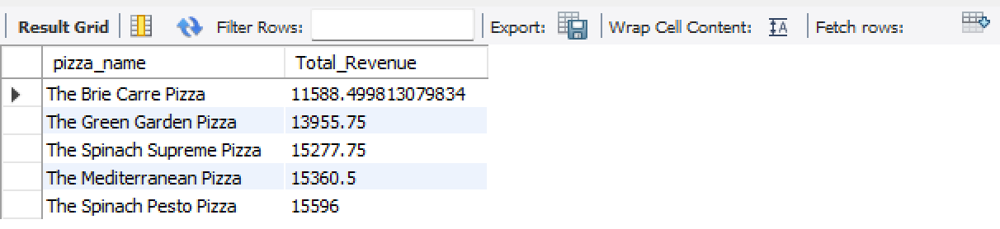 Result Grid Filter Rows: Export: Wrap Cell Content: IA Fetch rows:
pizza_name Total_Revenue
The Brie Carre Pizza 11588.499813079834
The Green Garden Pizza 13955.75
The Spinach Supreme Pizza 15277.75
The Mediterranean Pizza 15360.5
The Spinach Pesto Pizza 15596